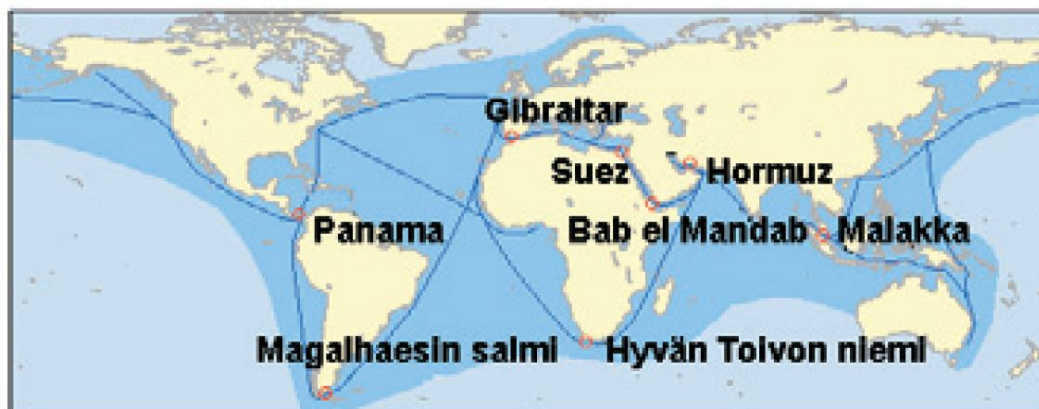 Gibraltar
Suez Hormuz
Panama Bab el Mandab Malakka
Magalhaesin salmi Hyvän Toivon niemi